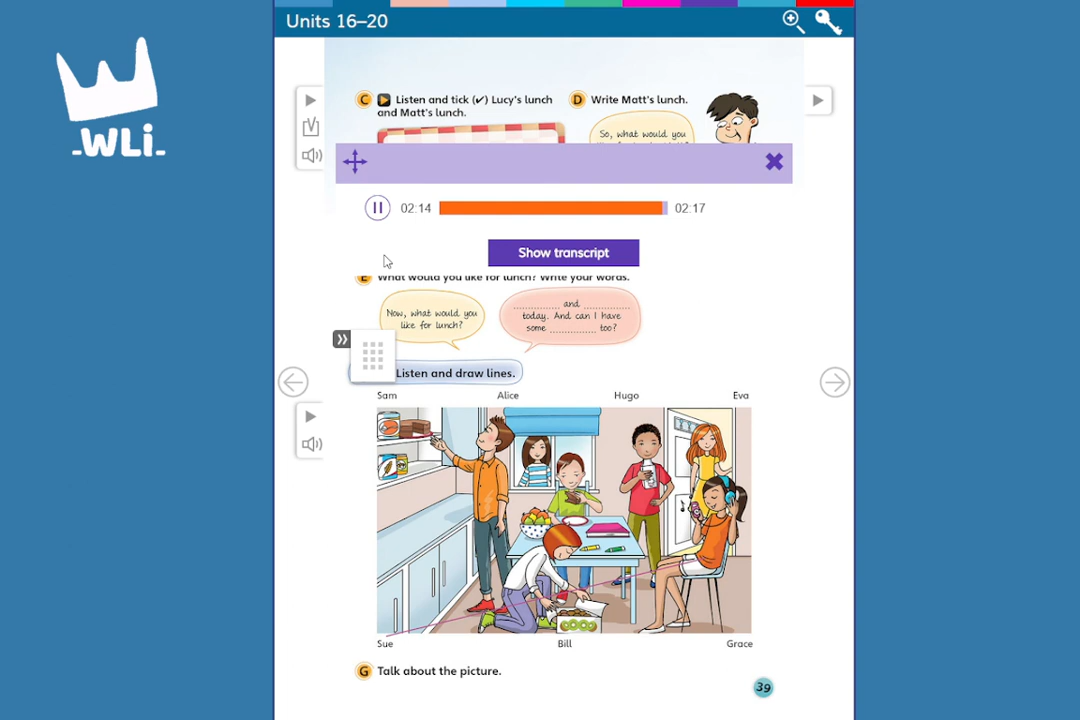 Units 16–20
WLi
C Listen and tick (✔) Lucy's lunch
and Matt's lunch.
D Write Matt's lunch.
So, what would you
02:14
02:17
Show transcript
E What would you like for lunch? Write your words.
Now, what would you
like for lunch?
.............. and ..............
today. And can I have
some .............. too?
Listen and draw lines.
Sam Alice Hugo Eva
Sue Bill Grace
G Talk about the picture.
39